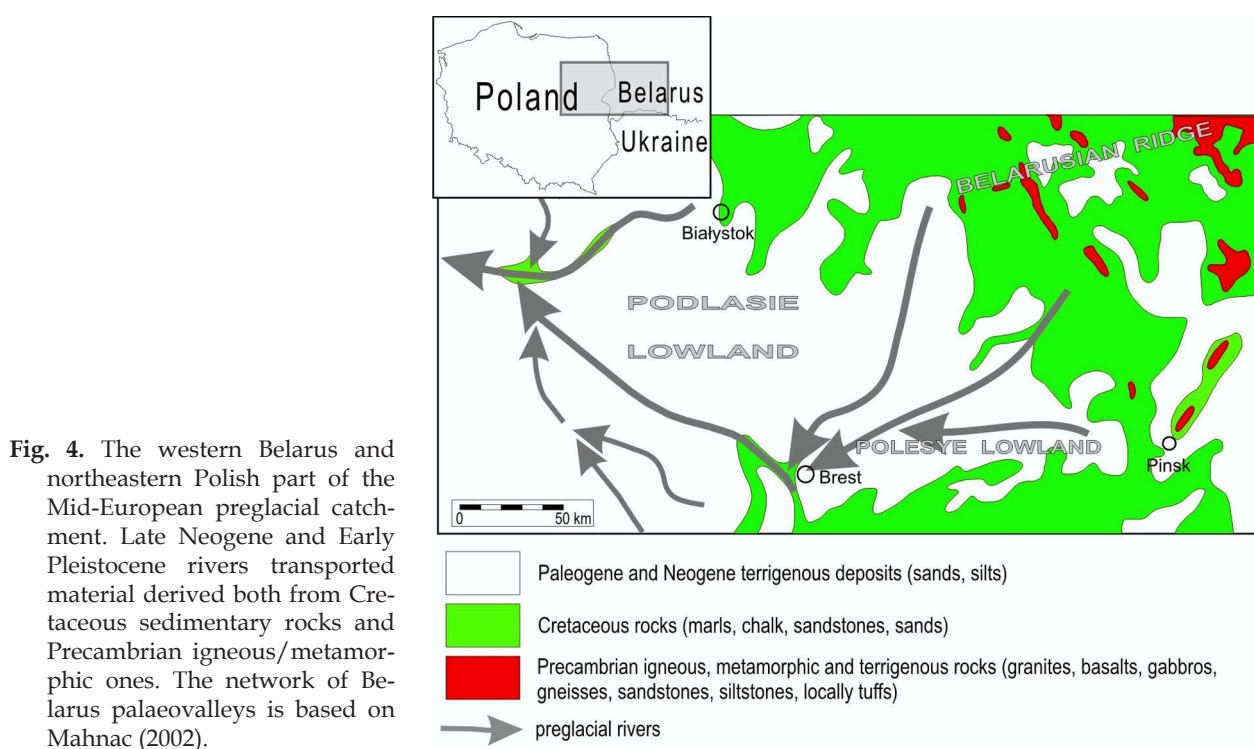 Poland
Belarus
Ukraine
BELARUSIAN RIDGE
Białystok
PODLASIE
LOWLAND
POLESYE LOWLAND
Brest
Pinsk
0 50 km
Fig. 4. The western Belarus and
northeastern Polish part of the
Mid-European preglacial catch-
ment. Late Neogene and Early
Pleistocene rivers transported
material derived both from Cre-
taceous sedimentary rocks and
Precambrian igneous/metamor-
phic ones. The network of Be-
larus palaeovalleys is based on
Mahnac (2002).
Paleogene and Neogene terrigenous deposits (sands, silts)
Cretaceous rocks (marls, chalk, sandstones, sands)
Precambrian igneous, metamorphic and terrigenous rocks (granites, basalts, gabbros,
gneisses, sandstones, siltstones, locally tuffs)
preglacial rivers